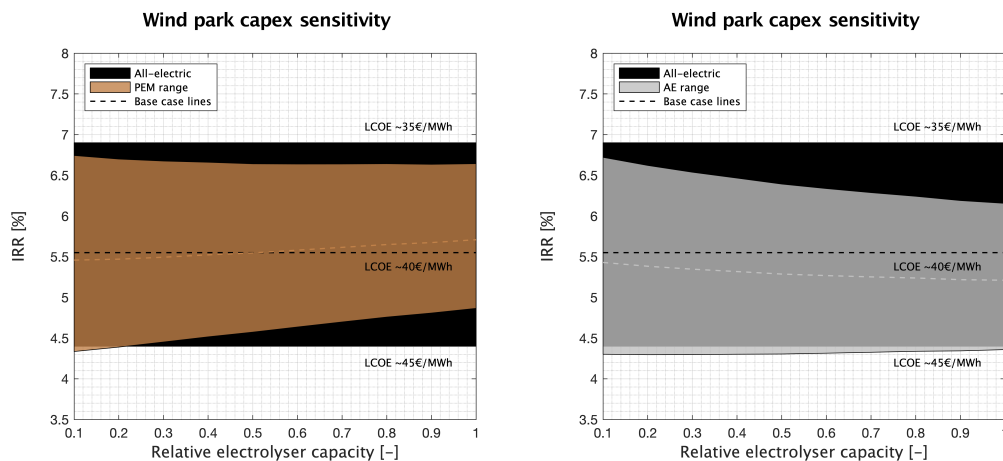 Wind park capex sensitivity
8
7.5
7
6.5
6
5.5
5
4.5
4
3.5
IRR [%]
All-electric
PEM range
Base case lines
LCOE ~35€/MWh
LCOE ~40€/MWh
LCOE ~45€/MWh
0.1 0.2 0.3 0.4 0.5 0.6 0.7 0.8 0.9 1
Relative electrolyser capacity [-]
Wind park capex sensitivity
8
7.5
7
6.5
6
5.5
5
4.5
4
3.5
IRR [%]
All-electric
AE range
Base case lines
LCOE ~35€/MWh
LCOE ~40€/MWh
LCOE ~45€/MWh
0.1 0.2 0.3 0.4 0.5 0.6 0.7 0.8 0.9 1
Relative electrolyser capacity [-]